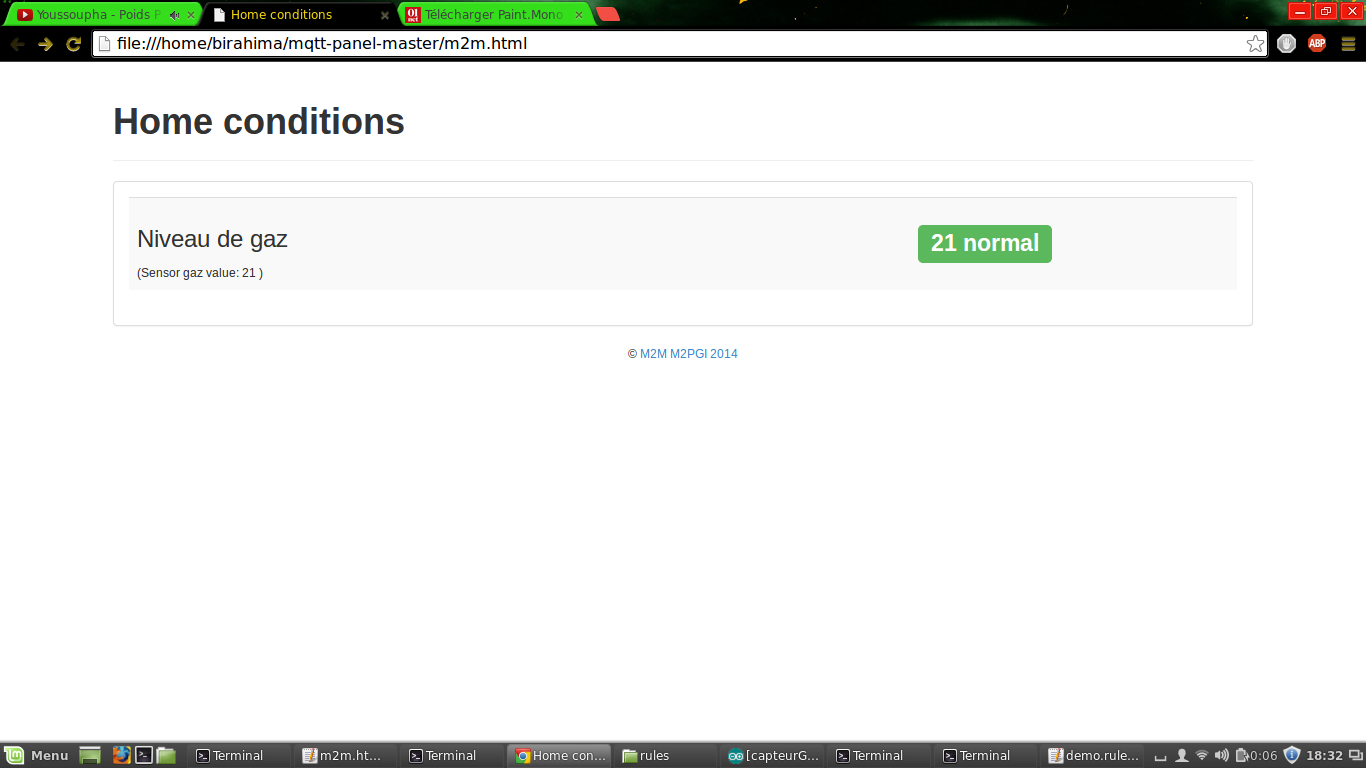 Youssoupha - Poids P
Home conditions
01 net Télécharger Paint.Mono
file:///home/birahima/mqtt-panel-master/m2m.html
ABP
Home conditions
Niveau de gaz
21 normal
(Sensor gaz value: 21 )
© M2M M2PGI 2014
Menu
Terminal
m2m.ht...
Terminal
Home con...
rules
[capteurG...
Terminal
Terminal
demo.rule...
0:06
18:32